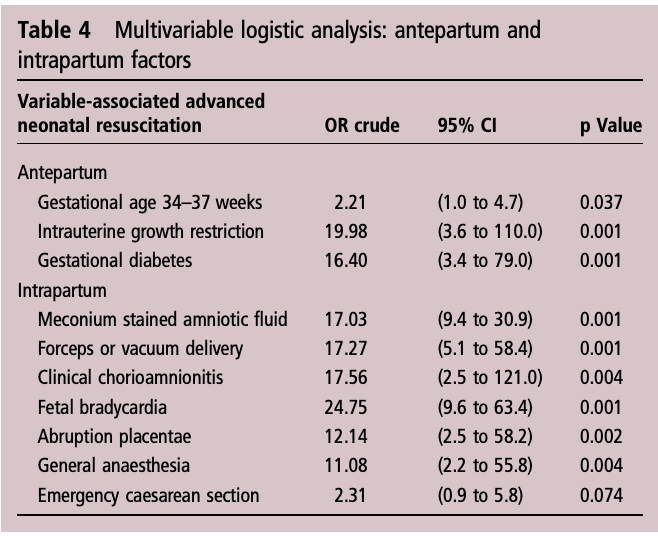 Table 4 Multivariable logistic analysis: antepartum and
intrapartum factors
Variable-associated advanced
neonatal resuscitation OR crude 95% CI p Value
Antepartum
Gestational age 34–37 weeks 2.21 (1.0 to 4.7) 0.037
Intrauterine growth restriction 19.98 (3.6 to 110.0) 0.001
Gestational diabetes 16.40 (3.4 to 79.0) 0.001
Intrapartum
Meconium stained amniotic fluid 17.03 (9.4 to 30.9) 0.001
Forceps or vacuum delivery 17.27 (5.1 to 58.4) 0.001
Clinical chorioamnionitis 17.56 (2.5 to 121.0) 0.004
Fetal bradycardia 24.75 (9.6 to 63.4) 0.001
Abruption placentae 12.14 (2.5 to 58.2) 0.002
General anaesthesia 11.08 (2.2 to 55.8) 0.004
Emergency caesarean section 2.31 (0.9 to 5.8) 0.074